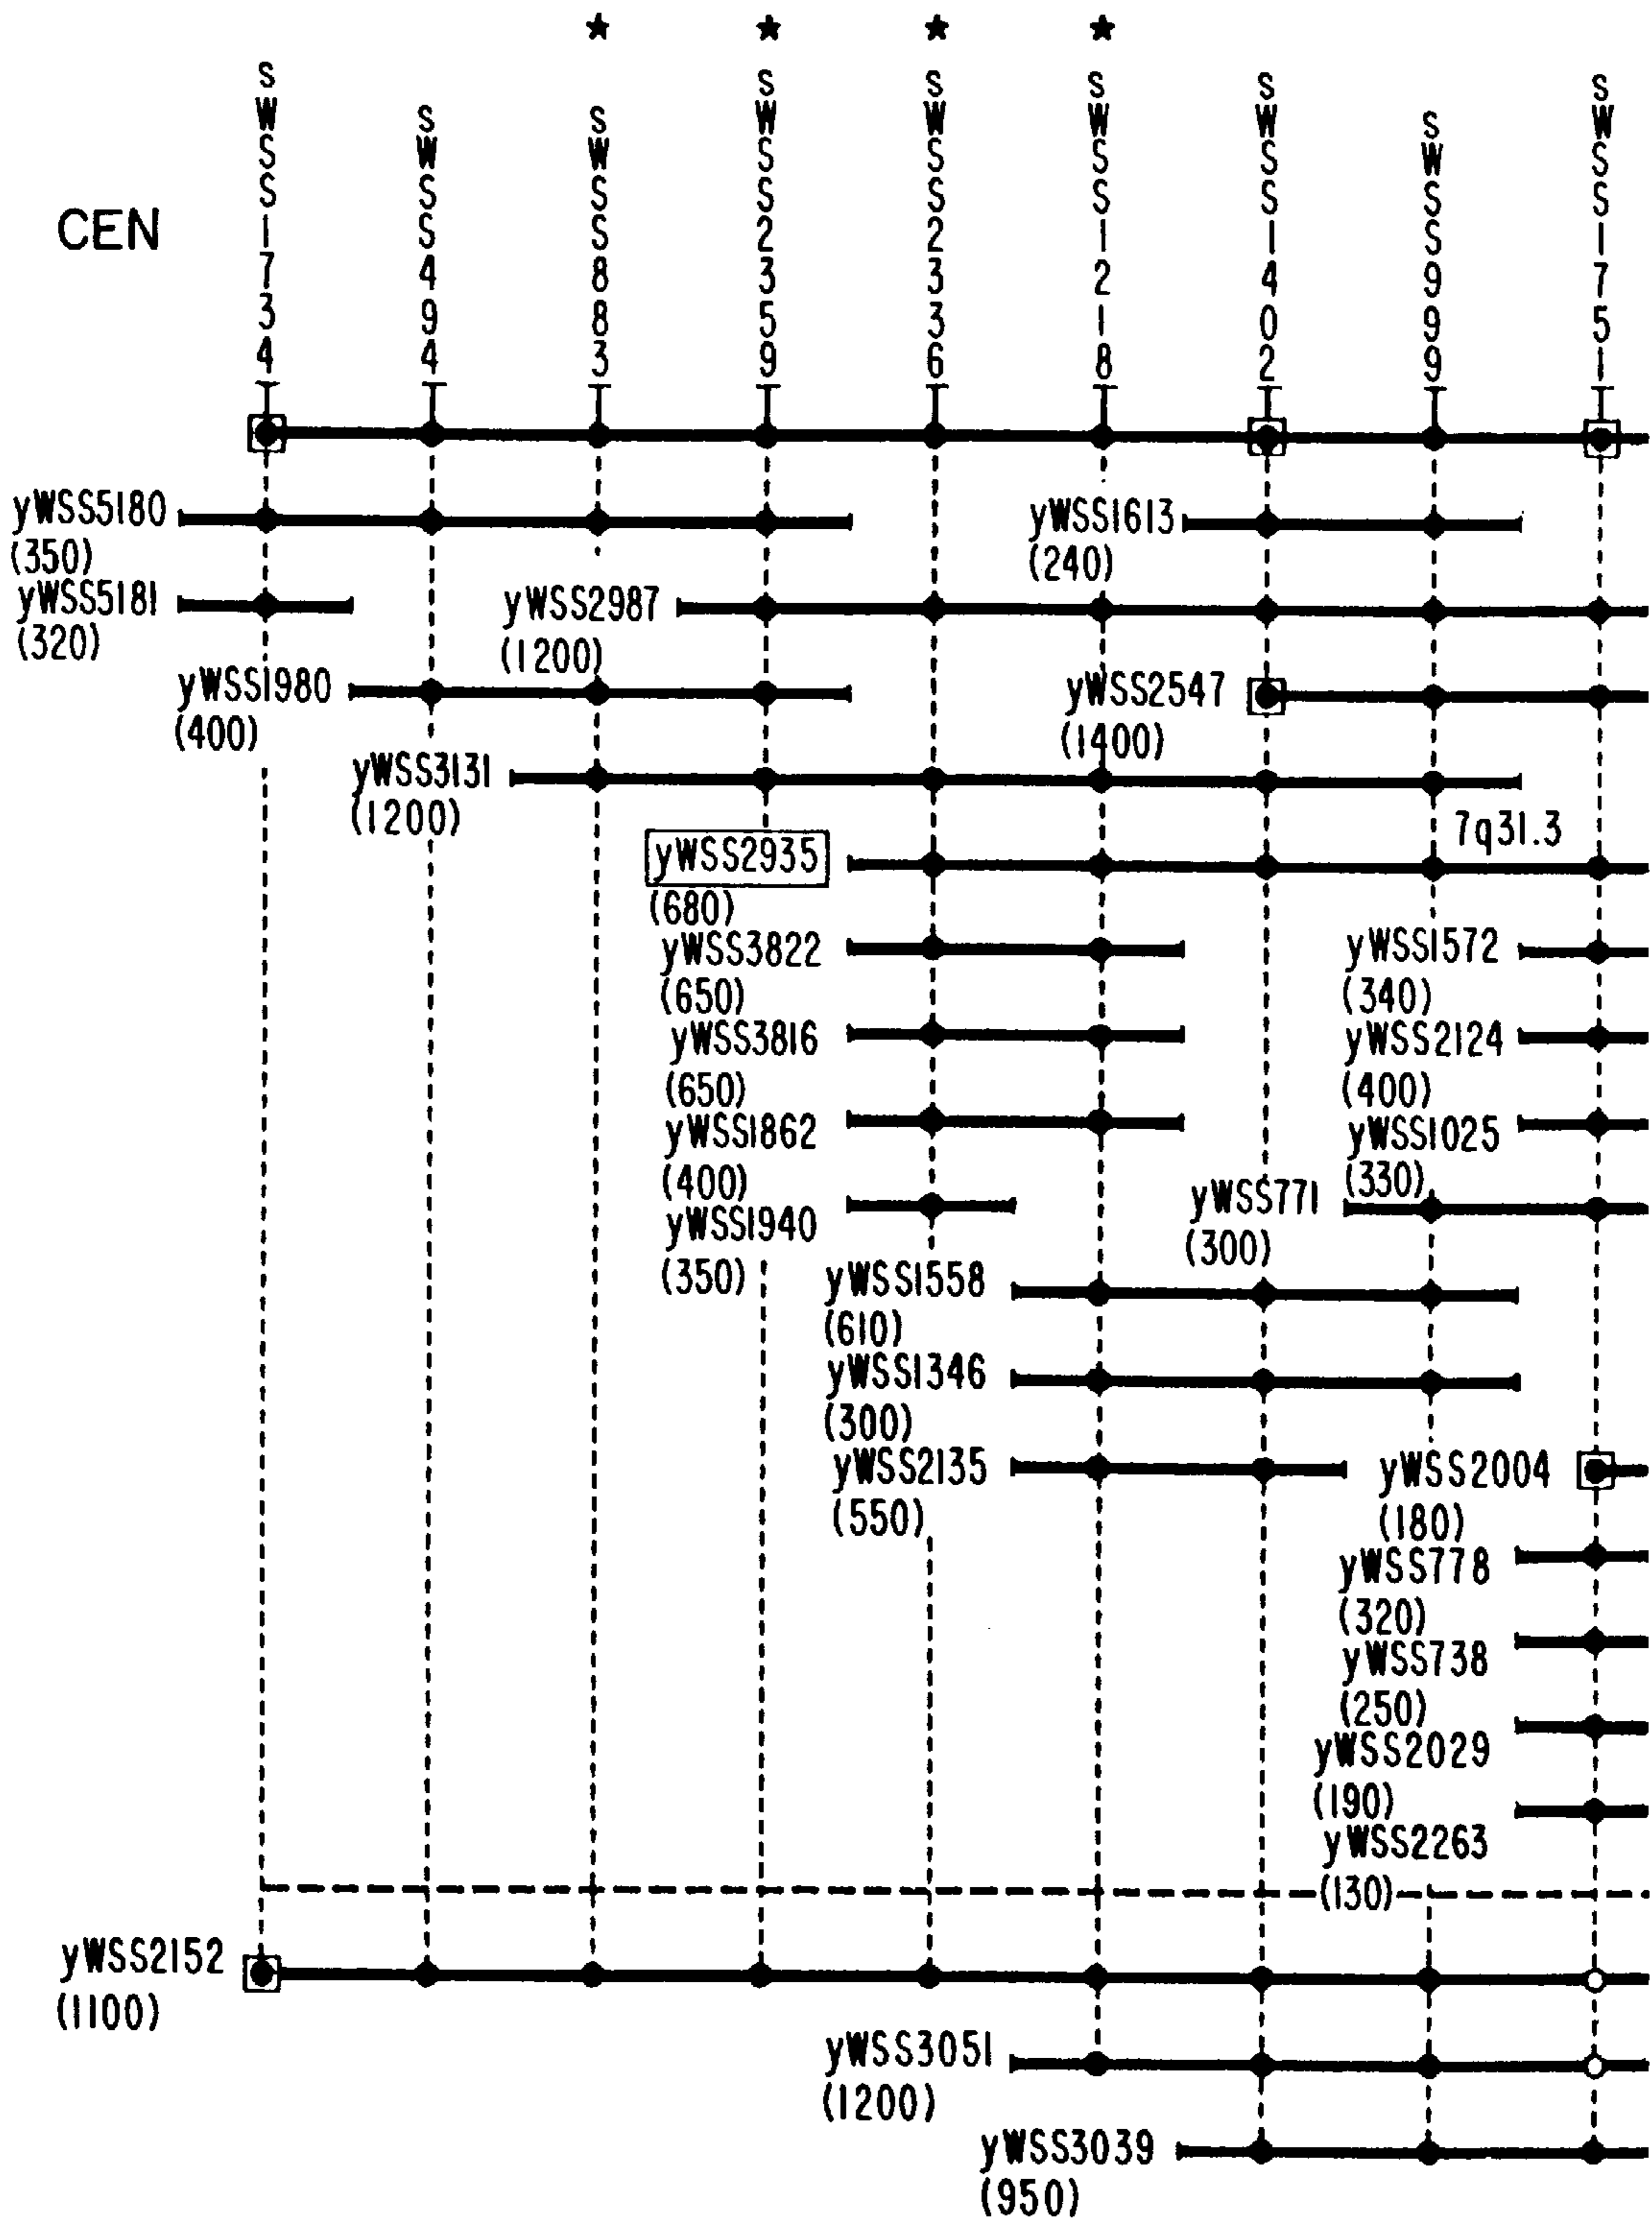 ★ ★ ★ ★
sWSS1734
sWSS494
sWSS883
sWSS2359
sWSS2336
sWSS1218
sWSS1402
sWSS999
sWSS1751
CEN
yWSS5180
(350)
yWSS1613
(240)
yWSS5181
(320)
yWSS2987
(1200)
yWSS1980
(400)
yWSS2547
(1400)
yWSS3131
(1200)
7q31.3
yWSS2935
(680)
yWSS3822
(650)
yWSS1572
(340)
yWSS3816
(650)
yWSS2124
(400)
yWSS1862
(400)
yWSS1025
(330)
yWSS1940
(350)
yWSS771
(300)
yWSS1558
(610)
yWSS1346
(300)
yWSS2135
(550)
yWSS2004
(180)
yWSS778
(320)
yWSS738
(250)
yWSS2029
(190)
yWSS2263
(130)
yWSS2152
(1100)
yWSS3051
(1200)
yWSS3039
(950)